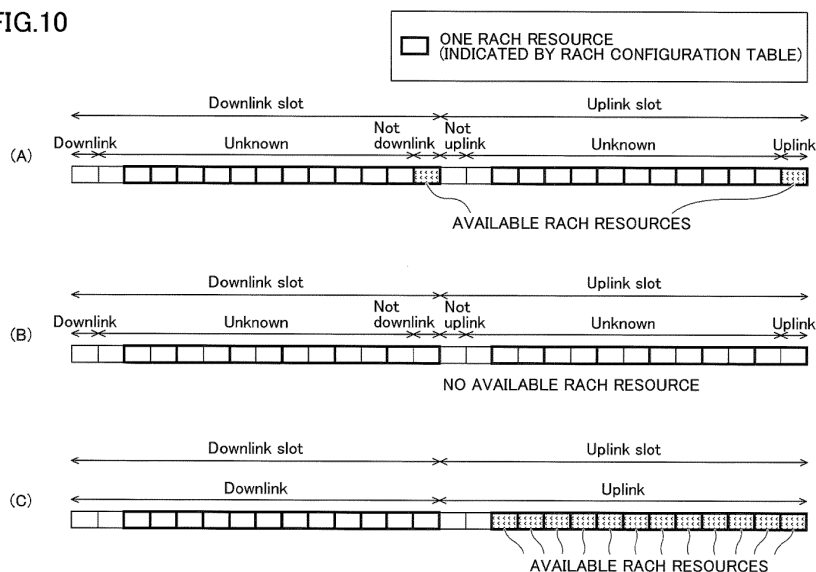 FIG.10
ONE RACH RESOURCE
(INDICATED BY RACH CONFIGURATION TABLE)
Downlink slot Uplink slot
Not Not
(A) Downlink Unknown downlink uplink Unknown Uplink
AVAILABLE RACH RESOURCES
Downlink slot Uplink slot
Not Not
(B) Downlink Unknown downlink uplink Unknown Uplink
NO AVAILABLE RACH RESOURCE
Downlink slot Uplink slot
Downlink Uplink
(C)
AVAILABLE RACH RESOURCES